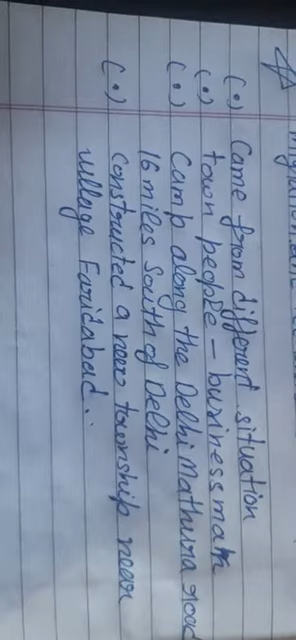 (•) Came from different situation
(•) town people – businessman
(•) Camp along the Delhi Mathura road
16 miles South of Delhi
(•) Constructed a new township near
village Faridabad..